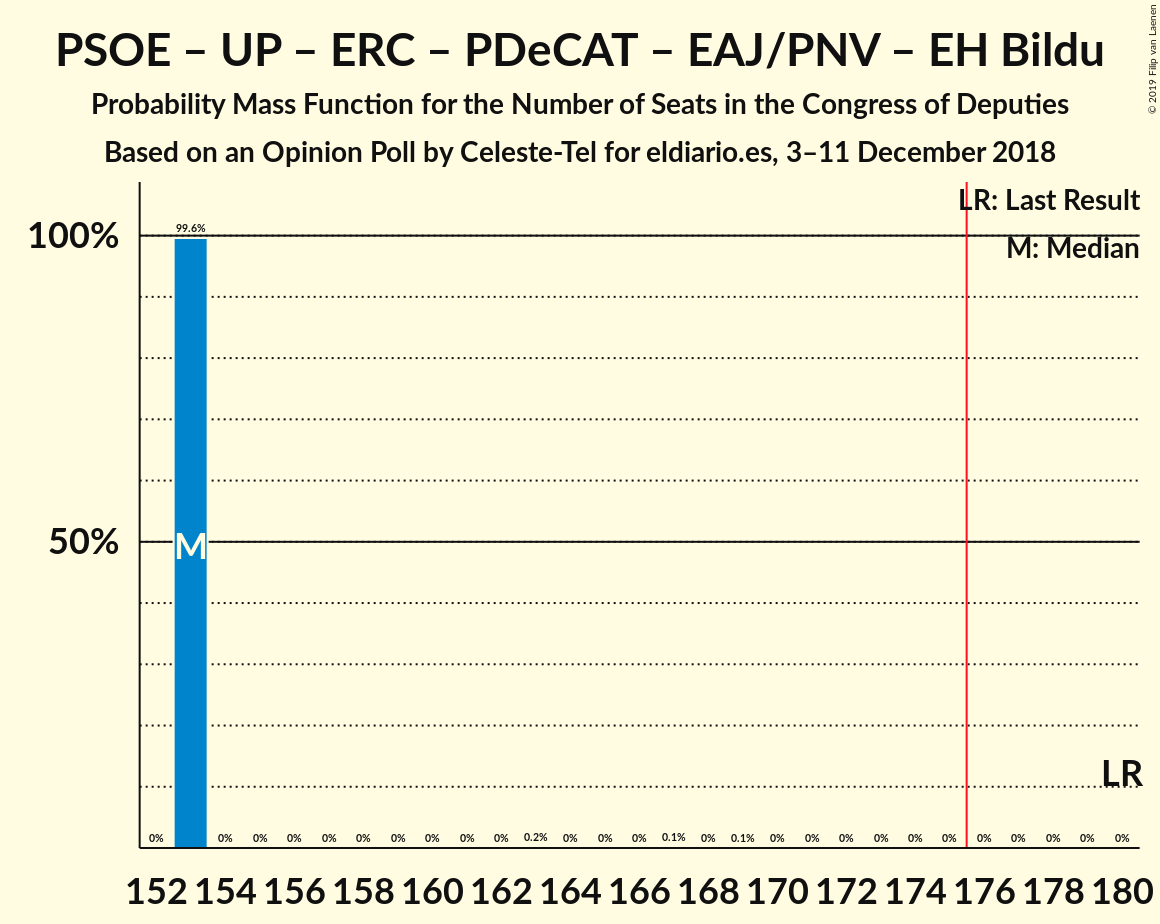 PSOE – UP – ERC – PDeCAT – EAJ/PNV – EH Bildu
Probability Mass Function for the Number of Seats in the Congress of Deputies
Based on an Opinion Poll by Celeste-Tel for eldiario.es, 3–11 December 2018
© 2019 Filip van Laenen
LR: Last Result
M: Median
100%
50%
99.6%
M
LR
0% 0% 0% 0% 0% 0% 0% 0% 0% 0% 0.2% 0% 0% 0% 0.1% 0% 0.1% 0% 0% 0% 0% 0% 0% 0% 0% 0% 0% 0%
152 154 156 158 160 162 164 166 168 170 172 174 176 178 180